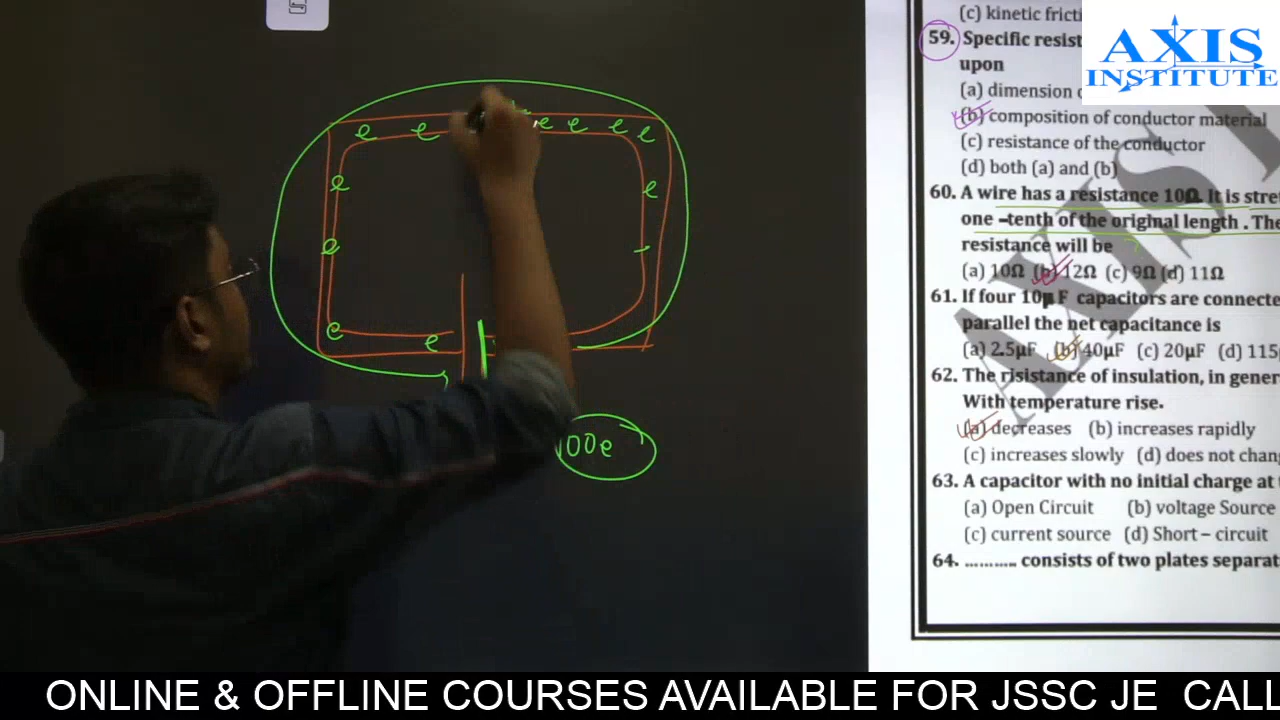 (c) kinetic fricti
AXIS
INSTITUTE
59. Specific resist
upon
(a) dimension
(b) composition of conductor material
(c) resistance of the conductor
(d) both (a) and (b)
60. A wire has a resistance 10Ω. It is stre
one -tenth of the original length . The
resistance will be
(a) 10Ω (b) 12Ω (c) 9Ω (d) 11Ω
61. If four 10µ F capacitors are connecte
parallel the net capacitance is
(a) 2.5µF (b) 40µF (c) 20µF (d) 115
62. The risistance of insulation, in gener
With temperature rise.
(a) decreases (b) increases rapidly
(c) increases slowly (d) does not chan
63. A capacitor with no initial charge at
(a) Open Circuit (b) voltage Source
(c) current source (d) Short – circuit
64. .......... consists of two plates separat
AXIS
e e e e e e
e e
e
e e
100e
ONLINE & OFFLINE COURSES AVAILABLE FOR JSSC JE CALL